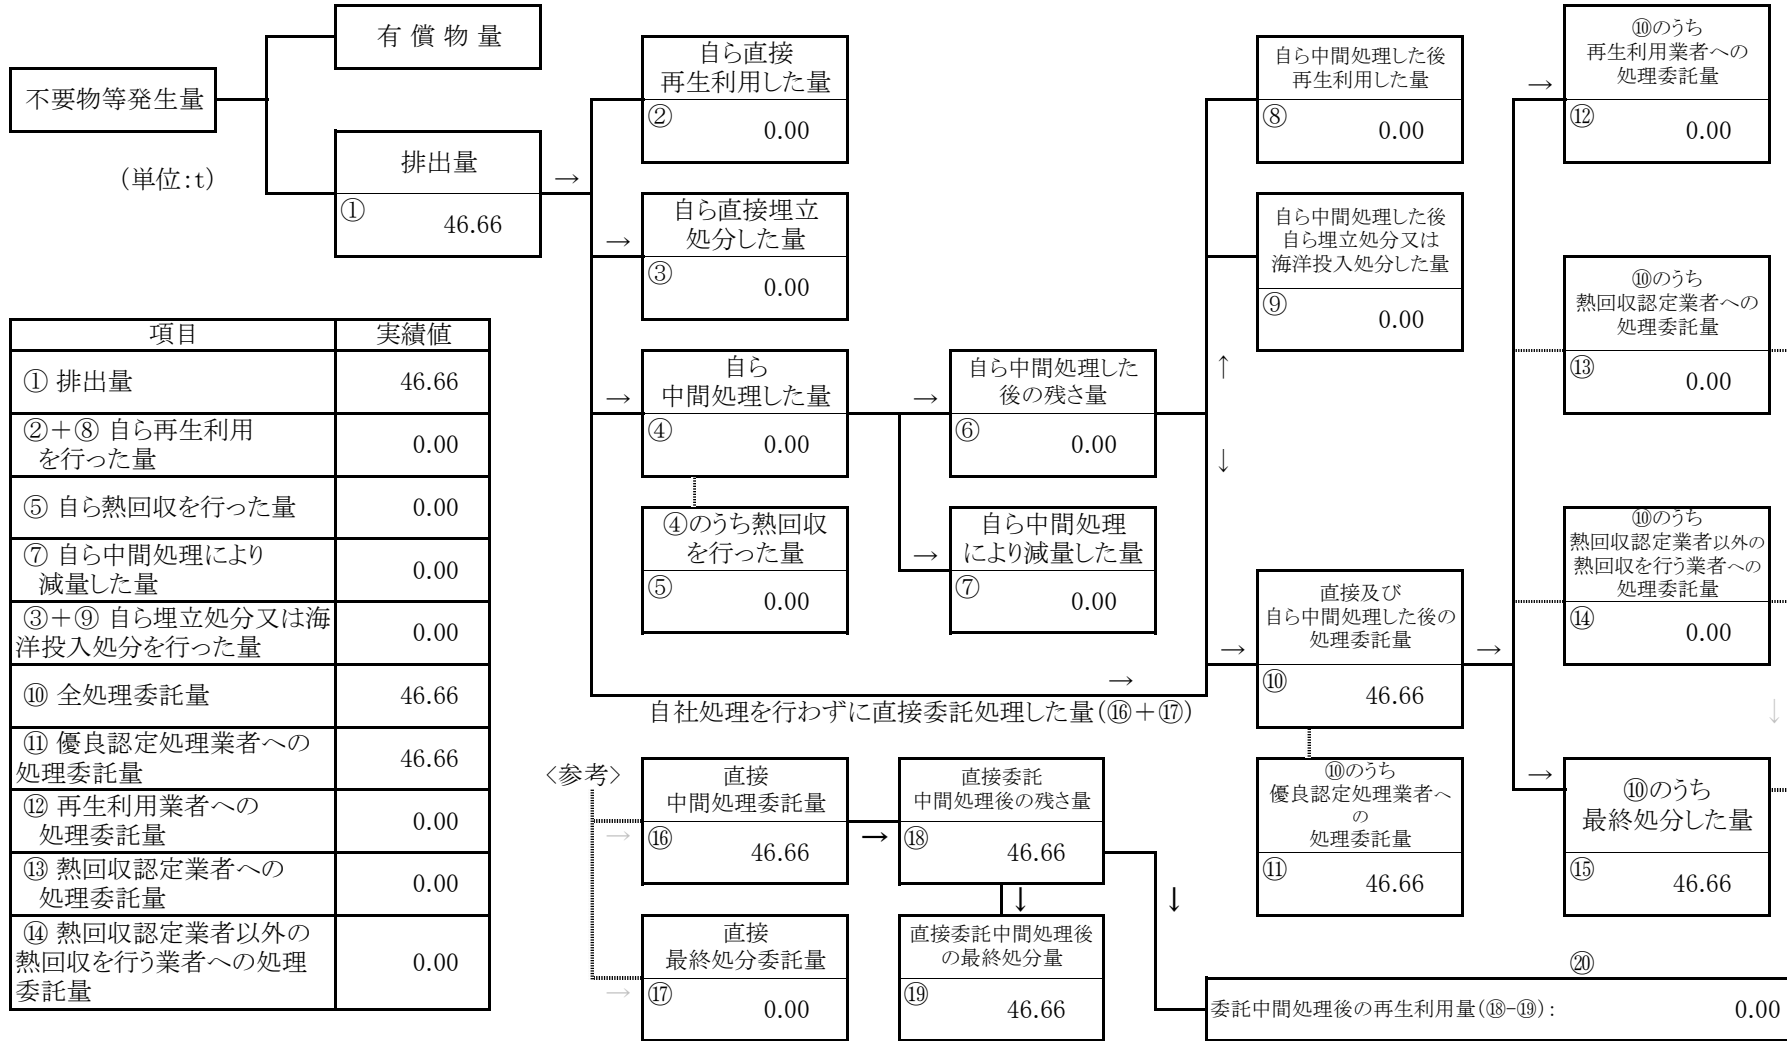 有 償 物 量
不要物等発生量
(単位:t)
排出量
→
①
46.66
自ら直接
再生利用した量
②
0.00
自ら直接埋立
処分した量
→
③
0.00
自ら
中間処理した量
→
④
0.00
④のうち熱回収
を行った量
⑤
0.00
自ら中間処理した
後の残さ量
→
⑥
0.00
自ら中間処理
により減量した量
→
⑦
0.00
自ら中間処理した後
再生利用した量
⑧
0.00
自ら中間処理した後
自ら埋立処分又は
海洋投入処分した量
⑨
0.00
↑
↓
直接及び
自ら中間処理した後の
処理委託量
→
⑩
46.66
→
⑩のうち
優良認定処理業者へ
の
処理委託量
⑪
46.66
⑩のうち
再生利用業者への
処理委託量
→
⑫
0.00
⑩のうち
熱回収認定業者への
処理委託量
⑬
0.00
⑩のうち
熱回収認定業者以外の
熱回収を行う業者への
処理委託量
⑭
0.00
↓
⑩のうち
最終処分した量
→
⑮
46.66
→
自社処理を行わずに直接委託処理した量(⑯+⑰)
<参考>
直接
中間処理委託量
→
⑯
46.66
→
直接委託
中間処理後の残さ量
⑱
46.66
↓
↓
直接
最終処分委託量
→
⑰
0.00
直接委託中間処理後
の最終処分量
⑲
46.66
⑳
委託中間処理後の再生利用量(⑱-⑲): 0.00
項目 実績値
① 排出量 46.66
②+⑧ 自ら再生利用
を行った量 0.00
⑤ 自ら熱回収を行った量 0.00
⑦ 自ら中間処理により
減量した量 0.00
③+⑨ 自ら埋立処分又は海
洋投入処分を行った量 0.00
⑩ 全処理委託量 46.66
⑪ 優良認定処理業者への
処理委託量 46.66
⑫ 再生利用業者への
処理委託量 0.00
⑬ 熱回収認定業者への
処理委託量 0.00
⑭ 熱回収認定業者以外の
熱回収を行う業者への処理
委託量 0.00